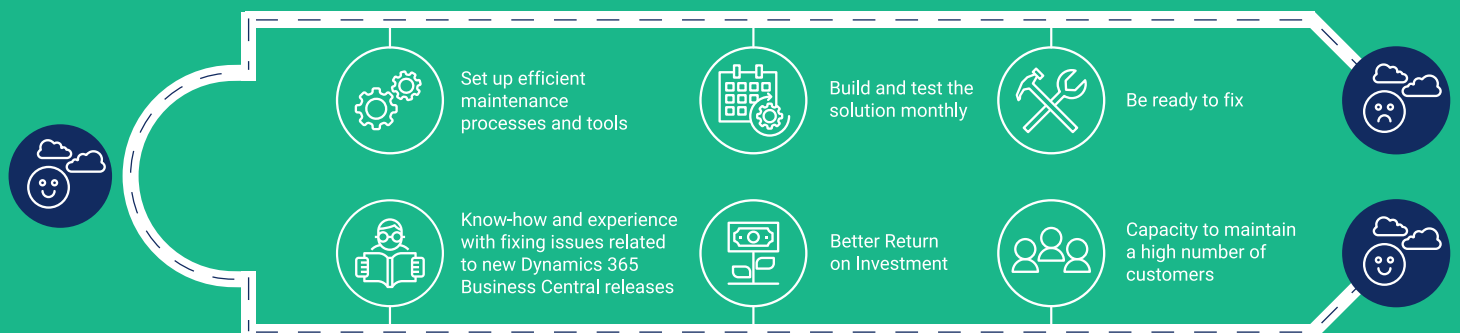 Set up efficient
maintenance
processes and tools
Build and test the
solution monthly
Be ready to fix
Know-how and experience
with fixing issues related
to new Dynamics 365
Business Central releases
Better Return
on Investment
Capacity to maintain
a high number of
customers